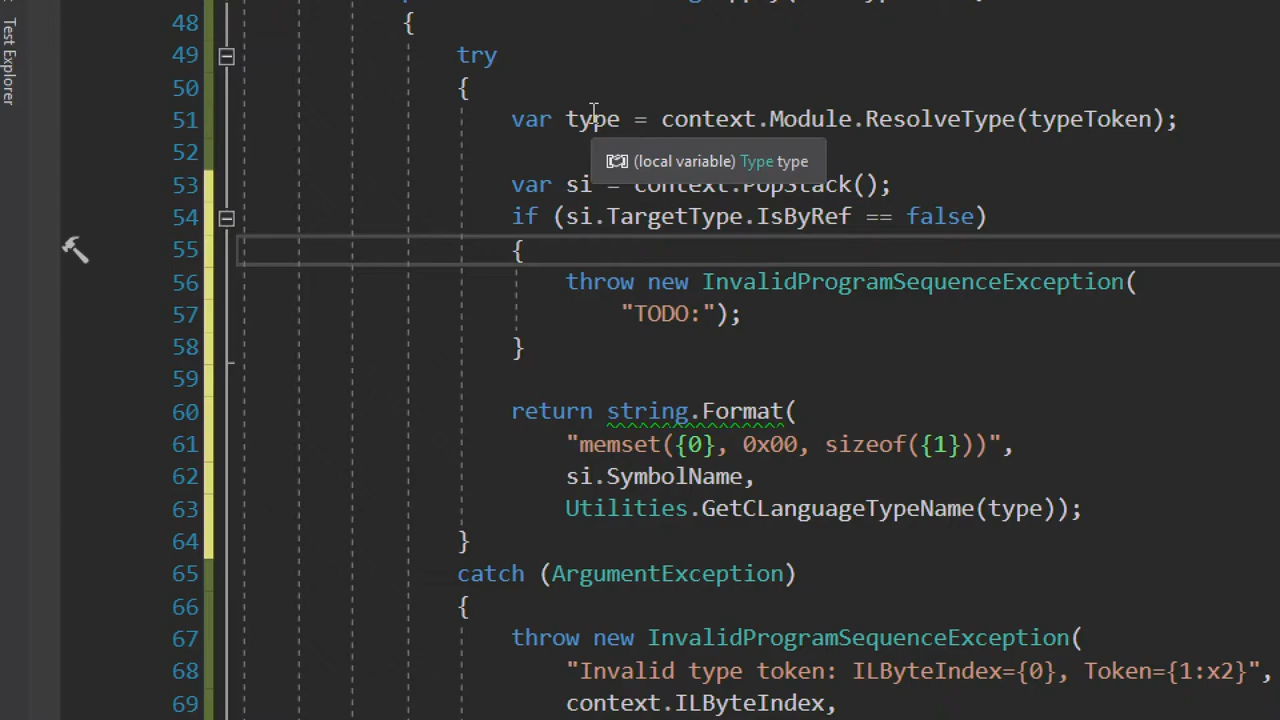 Test Explorer
48 {
49 try
50 {
51 var type = context.Module.ResolveType(typeToken);
52
(local variable) Type type
53 var si = context.PopStack();
54 if (si.TargetType.IsByRef == false)
55 {
56 throw new InvalidProgramSequenceException(
57 "TODO:");
58 }
59
60 return string.Format(
61 "memset({0}, 0x00, sizeof({1}))",
62 si.SymbolName,
63 Utilities.GetCLanguageTypeName(type));
64 }
65 catch (ArgumentException)
66 {
67 throw new InvalidProgramSequenceException(
68 "Invalid type token: ILByteIndex={0}, Token={1:x2}",
69 context.ILByteIndex,